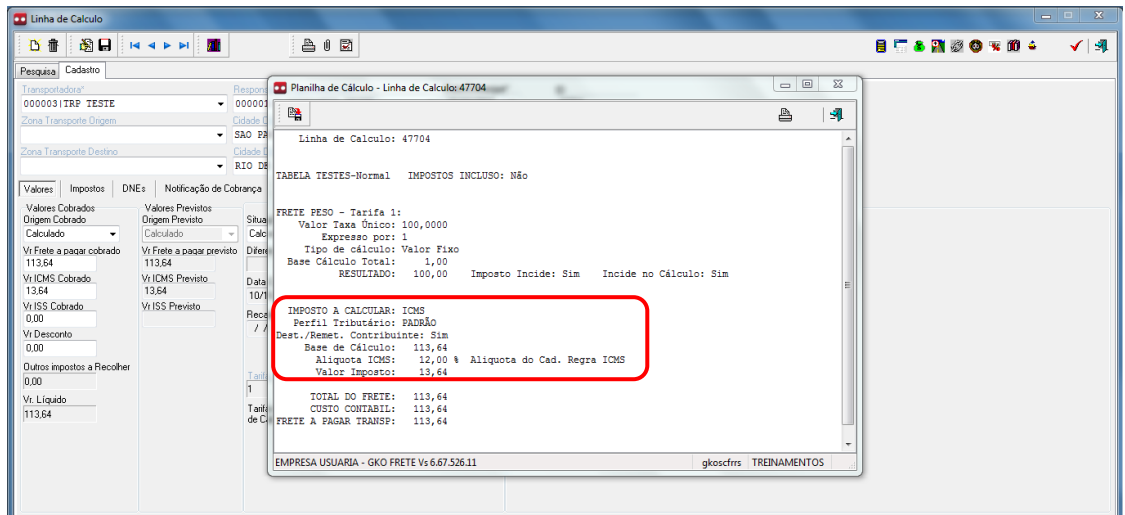 Linha de Calculo
Pesquisa Cadastro
Transportadora*
000003|TRP TESTE
Zona Transporte Origem
Zona Transporte Destino
Valores Impostos DNEs Notificação de Cobrança
Valores Cobrados Valores Previstos
Origem Cobrado Origem Previsto
Calculado Calculado
Vr Frete a pagar cobrado Vr Frete a pagar previsto
113,64 113,64
Vr ICMS Cobrado Vr ICMS Previsto
13,64 13,64
Vr ISS Cobrado Vr ISS Previsto
0,00
Vr Desconto
0,00
Outros impostos a Recolher
0,00
Vr. Líquido
113,64
Data
1
Planilha de Cálculo - Linha de Calculo: 47704
Linha de Calculo: 47704
TABELA TESTES-Normal IMPOSTOS INCLUSO: Não
FRETE PESO - Tarifa 1:
Valor Taxa Único: 100,0000
Expresso por: 1
Tipo de cálculo: Valor Fixo
Base Cálculo Total: 1,00
RESULTADO: 100,00 Imposto Incide: Sim Incide no Cálculo: Sim
IMPOSTO A CALCULAR: ICMS
Perfil Tributário: PADRÃO
Dest./Remet. Contribuinte: Sim
Base de Cálculo: 113,64
Aliquota ICMS: 12,00 % Aliquota do Cad. Regra ICMS
Valor Imposto: 13,64
TOTAL DO FRETE: 113,64
CUSTO CONTABIL: 113,64
FRETE A PAGAR TRANSP: 113,64
EMPRESA USUARIA - GKO FRETE Vs 6.67.526.11 gkoscfrrs TREINAMENTOS